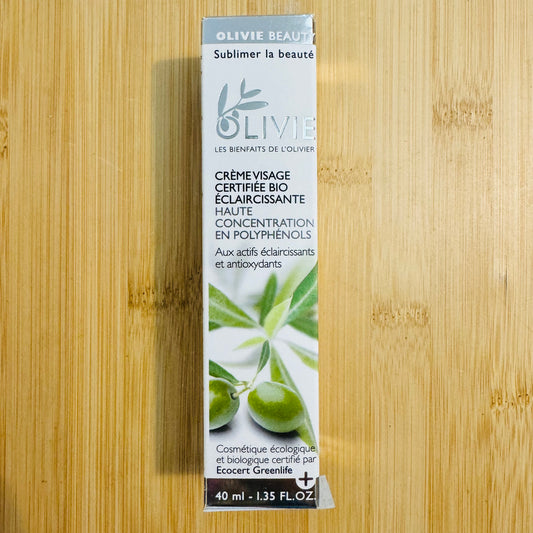 OLIVIE BEAUTY
Sublimer la beauté
OLIVIE
LES BIENFAITS DE L'OLIVIER
CRÈME VISAGE
CERTIFIÉE BIO
ÉCLAIRCISSANTE
HAUTE
CONCENTRATION
EN POLYPHÉNOLS
Aux actifs éclaircissants
et antioxydants
Cosmétique écologique
et biologique certifié par
Ecocert Greenlife
+
40 ml - 1.35 FL.OZ.